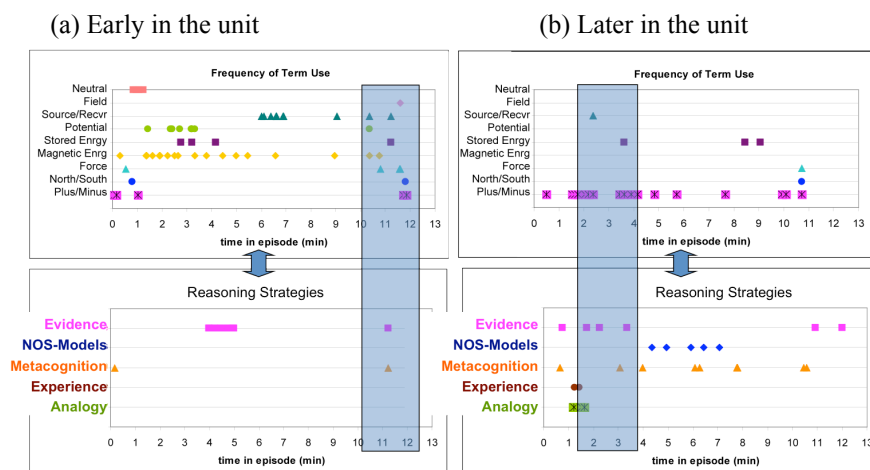 (a) Early in the unit
(b) Later in the unit
Frequency of Term Use
Neutral
Field
Source/Recvr
Potential
Stored Enrgy
Magnetic Enrg
Force
North/South
Plus/Minus
0 1 2 3 4 5 6 7 8 9 10 11 12 13
time in episode (min)
Frequency of Term Use
Neutral
Field
Source/Recvr
Potential
Stored Enrgy
Magnetic Enrg
Force
North/South
Plus/Minus
0 1 2 3 4 5 6 7 8 9 10 11 12 13
time in episode (min)
Reasoning Strategies
Evidence
NOS-Models
Metacognition
Experience
Analogy
0 1 2 3 4 5 6 7 8 9 10 11 12 13
time in episode (min)
Reasoning Strategies
Evidence
NOS-Models
Metacognition
Experience
Analogy
0 1 2 3 4 5 6 7 8 9 10 11 12 13
time in episode (min)